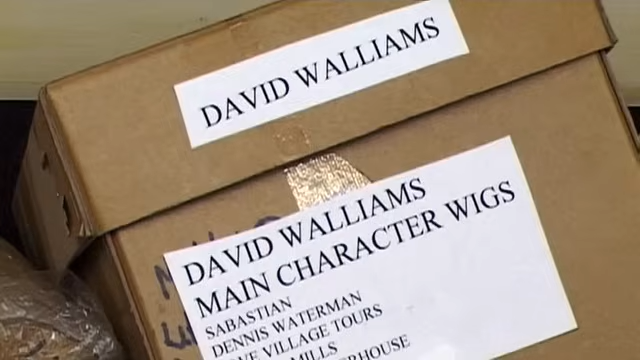 DAVID WALLIAMS
DAVID WALLIAMS
MAIN CHARACTER WIGS
SABASTIAN
DENNIS WATERMAN
VILLAGE TOURS
MILLS